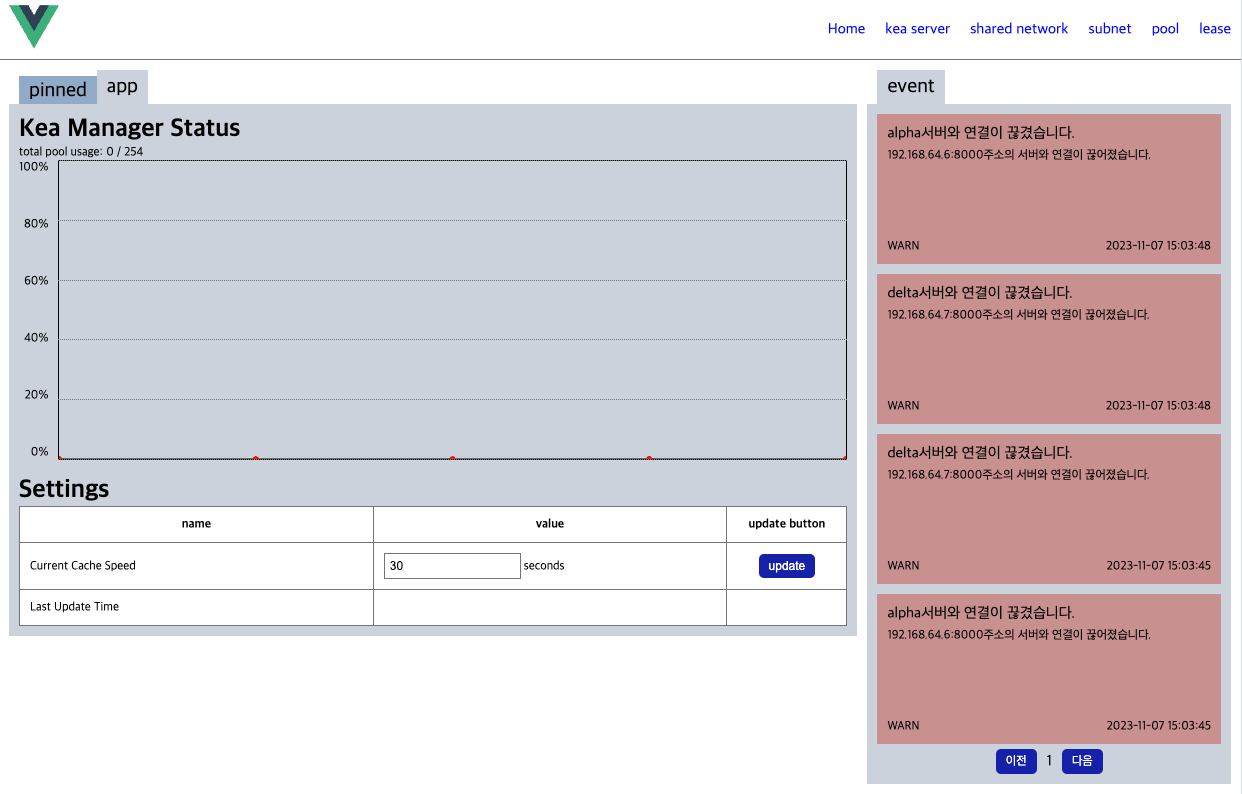 Home kea server shared network subnet pool lease
pinned app
Kea Manager Status
total pool usage: 0 / 254
100%
80%
60%
40%
20%
0%
Settings
name value update button
Current Cache Speed 30 seconds update
Last Update Time
event
alpha서버와 연결이 끊겼습니다.
192.168.64.6:8000주소의 서버와 연결이 끊어졌습니다.
WARN 2023-11-07 15:03:48
delta서버와 연결이 끊겼습니다.
192.168.64.7:8000주소의 서버와 연결이 끊어졌습니다.
WARN 2023-11-07 15:03:48
delta서버와 연결이 끊겼습니다.
192.168.64.7:8000주소의 서버와 연결이 끊어졌습니다.
WARN 2023-11-07 15:03:45
alpha서버와 연결이 끊겼습니다.
192.168.64.6:8000주소의 서버와 연결이 끊어졌습니다.
WARN 2023-11-07 15:03:45
이전 1 다음